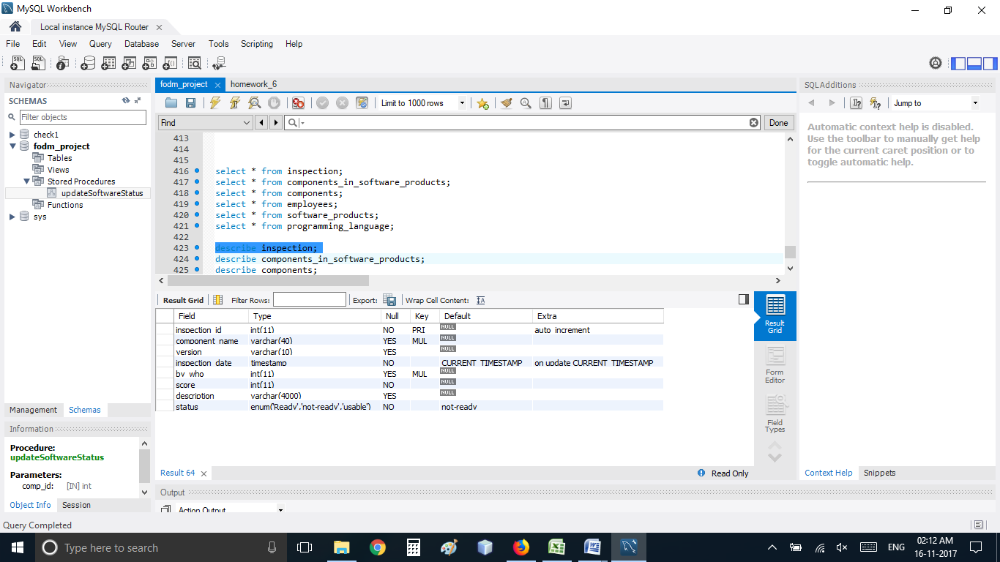 MySQL Workbench
Local instance MySQL Router
File Edit View Query Database Server Tools Scripting Help
Navigator
SCHEMAS
Filter objects
check1
fodm_project
Tables
Views
Stored Procedures
updateSoftwareStatus
Functions
sys
Management Schemas
Information
Procedure:
updateSoftwareStatus
Parameters:
comp_id: [IN] int
Object Info Session
fodm_project homework_6
Limit to 1000 rows
Find Done
413
414
415
416 select * from inspection;
417 select * from components_in_software_products;
418 select * from components;
419 select * from employees;
420 select * from software_products;
421 select * from programming_language;
422
423 describe inspection;
424 describe components_in_software_products;
425 describe components;
Result Grid Filter Rows: Export: Wrap Cell Content: IA
Field Type Null Key Default Extra
inspection_id int(11) NO PRI NULL auto_increment
component_name varchar(40) YES MUL NULL
version varchar(10) YES NULL
inspection_date timestamp NO CURRENT_TIMESTAMP on update CURRENT_TIMESTAMP
by_who int(11) YES MUL NULL
score int(11) NO NULL
description varchar(4000) YES NULL
status enum('Ready','not-ready','usable') NO not-ready
Result Grid
Form Editor
Field Types
Result 64 Read Only
Output
Action Output
SQLAdditions
Jump to
Automatic context help is disabled.
Use the toolbar to manually get help
for the current caret position or to
toggle automatic help.
Context Help Snippets
Query Completed
Type here to search
ENG
02:12 AM
16-11-2017